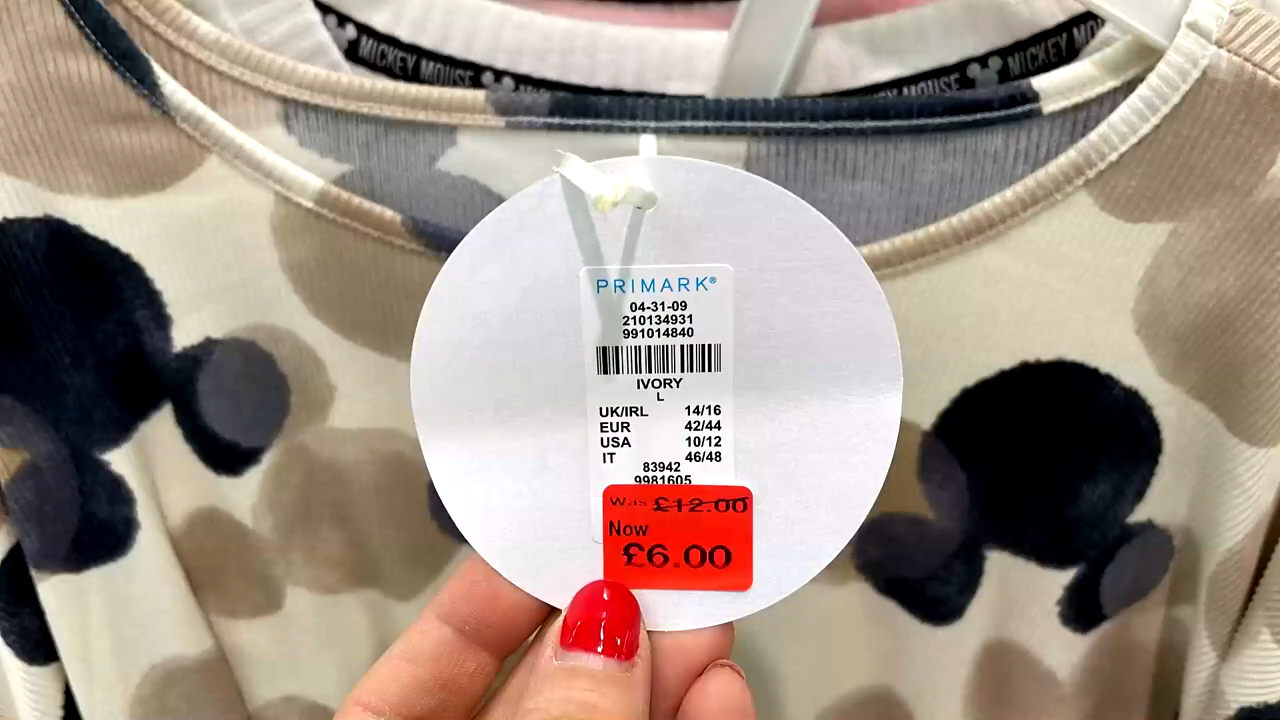 MICKEY MOUSE
MICKEY MOU
MOUSE
PRIMARK®
04-31-09
210134931
991014840
IVORY
L
UK/IRL 14/16
EUR 42/44
USA 10/12
IT 46/48
83942
9981605
Was £12.00
Now
£6.00